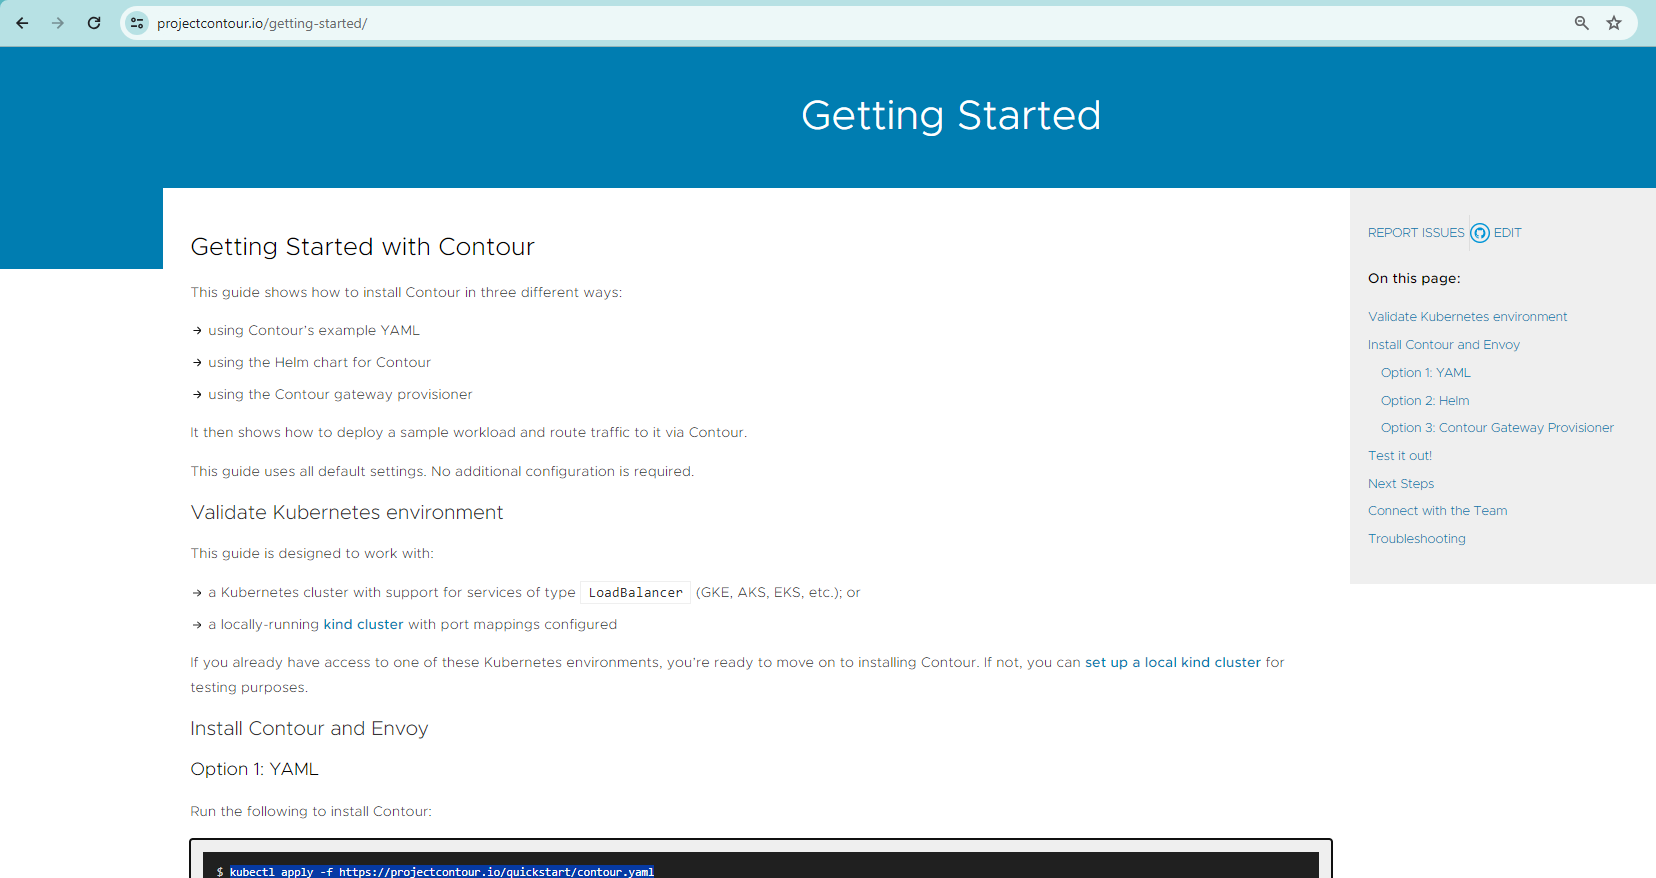 projectcontour.io/getting-started/
Getting Started
Getting Started with Contour
This guide shows how to install Contour in three different ways:
→ using Contour's example YAML
→ using the Helm chart for Contour
→ using the Contour gateway provisioner
It then shows how to deploy a sample workload and route traffic to it via Contour.
This guide uses all default settings. No additional configuration is required.
Validate Kubernetes environment
This guide is designed to work with:
→ a Kubernetes cluster with support for services of type LoadBalancer (GKE, AKS, EKS, etc.); or
→ a locally-running kind cluster with port mappings configured
If you already have access to one of these Kubernetes environments, you're ready to move on to installing Contour. If not, you can set up a local kind cluster for
testing purposes.
Install Contour and Envoy
Option 1: YAML
Run the following to install Contour:
$ kubectl apply -f https://projectcontour.io/quickstart/contour.yaml
REPORT ISSUES EDIT
On this page:
Validate Kubernetes environment
Install Contour and Envoy
Option 1: YAML
Option 2: Helm
Option 3: Contour Gateway Provisioner
Test it out!
Next Steps
Connect with the Team
Troubleshooting